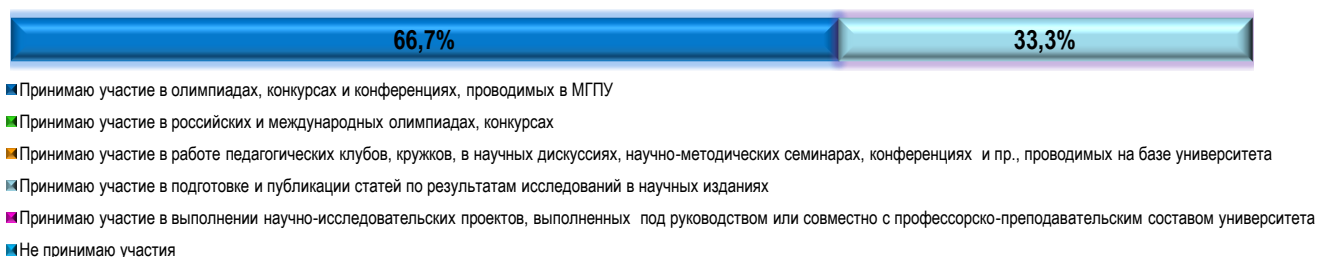 66,7% 33,3%
Принимаю участие в олимпиадах, конкурсах и конференциях, проводимых в МГПУ
Принимаю участие в российских и международных олимпиадах, конкурсах
Принимаю участие в работе педагогических клубов, кружков, в научных дискуссиях, научно-методических семинарах, конференциях и пр., проводимых на базе университета
Принимаю участие в подготовке и публикации статей по результатам исследований в научных изданиях
Принимаю участие в выполнении научно-исследовательских проектов, выполненных под руководством или совместно с профессорско-преподавательским составом университета
Не принимаю участия